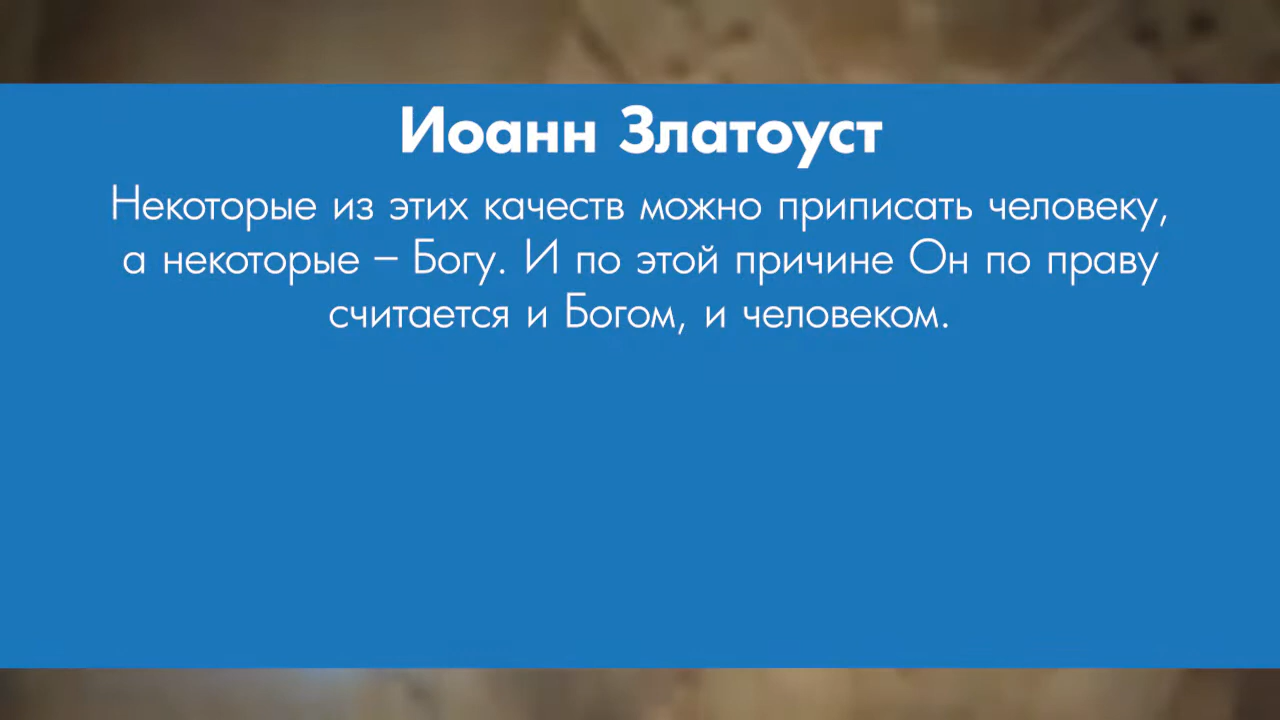 Иоанн Златоуст
Некоторые из этих качеств можно приписать человеку,
а некоторые – Богу. И по этой причине Он по праву
считается и Богом, и человеком.